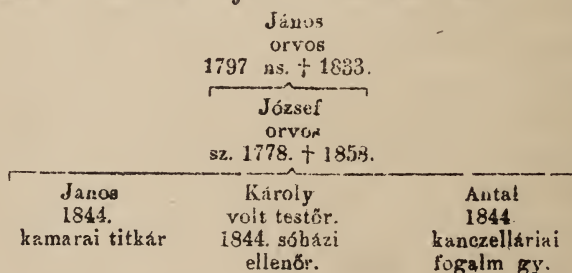 János
orvos
1797 ns. † 1833.
József
orvos
sz. 1778. † 1858.
János Károly Antal
1844. volt testőr. 1844.
kamarai titkár 1844. sóházi kanczelláriai
ellenőr. fogalm gy.